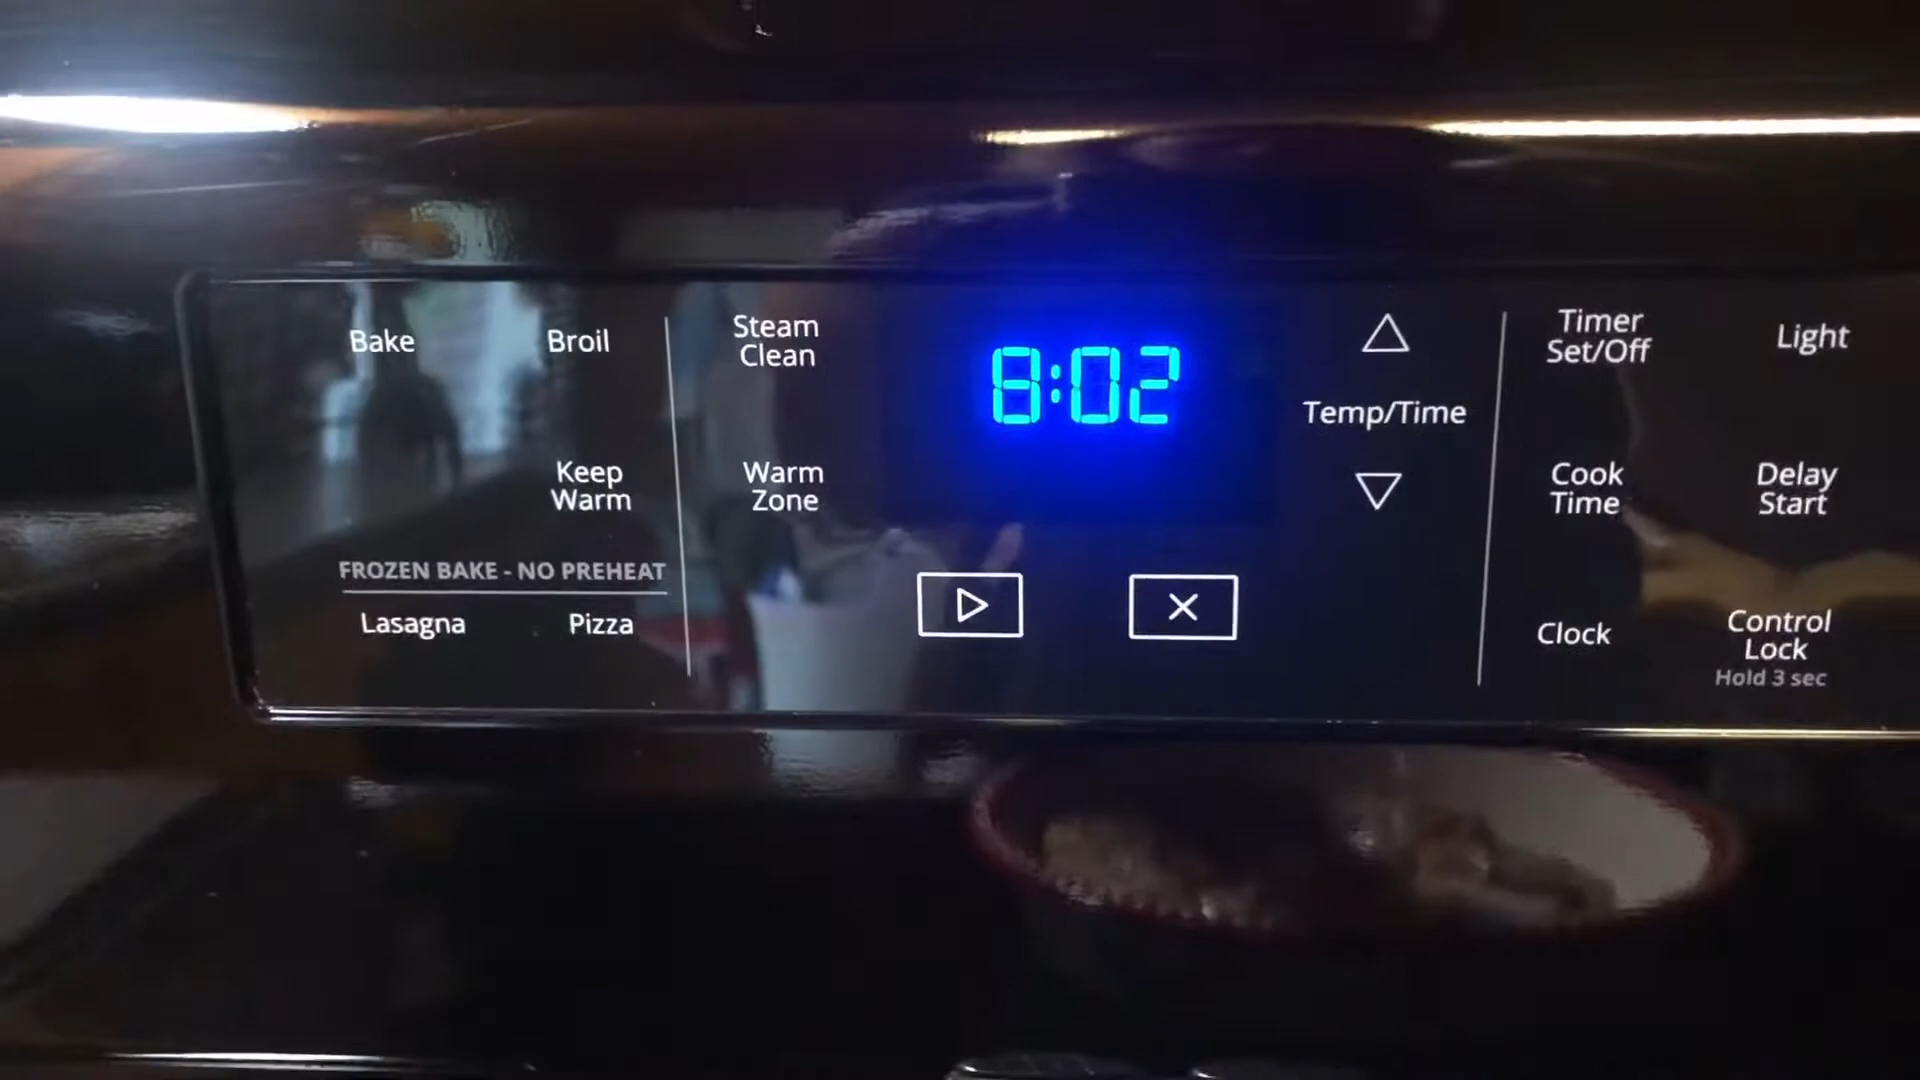 Bake
Broil
Keep
Warm
FROZEN BAKE - NO PREHEAT
Lasagna
Pizza
Steam
Clean
Warm
Zone
8:02
Temp/Time
Timer
Set/Off
Light
Cook
Time
Delay
Start
Clock
Control
Lock
Hold 3 sec